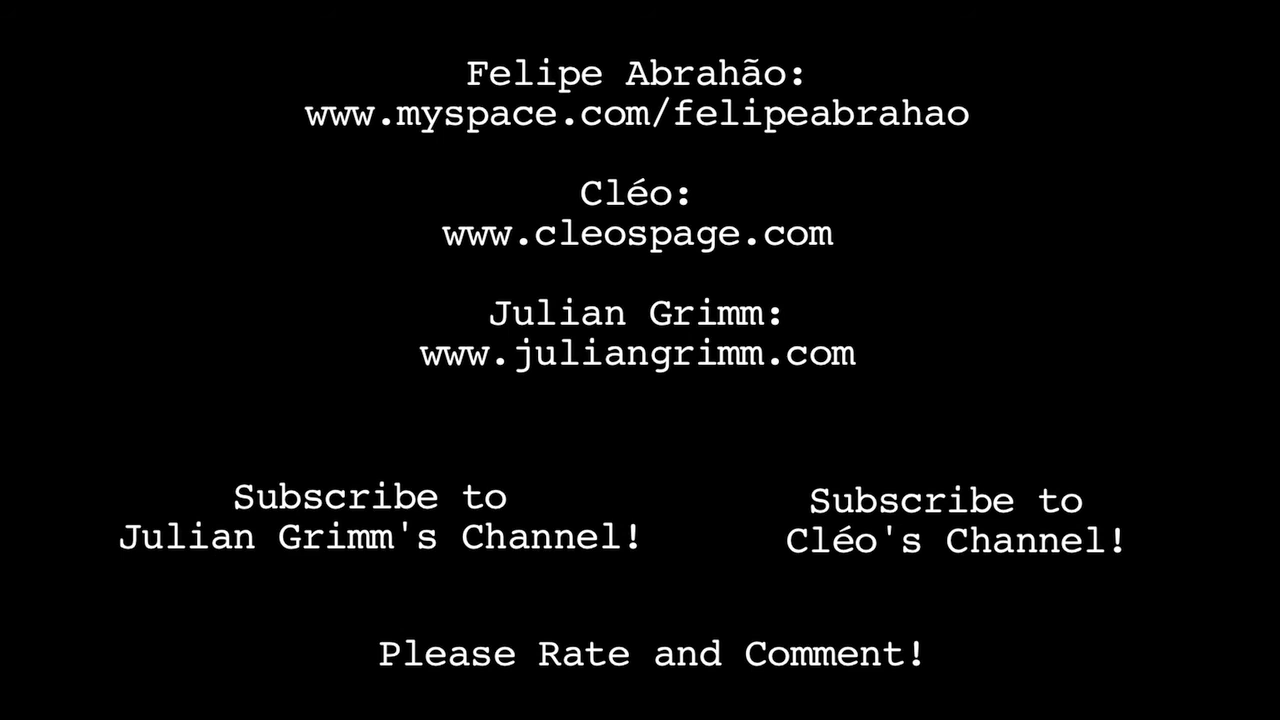 Felipe Abrahão:
www.myspace.com/felipeabrahao
Cléo:
www.cleospage.com
Julian Grimm:
www.juliangrimm.com
Subscribe to
Julian Grimm's Channel!
Subscribe to
Cléo's Channel!
Please Rate and Comment!